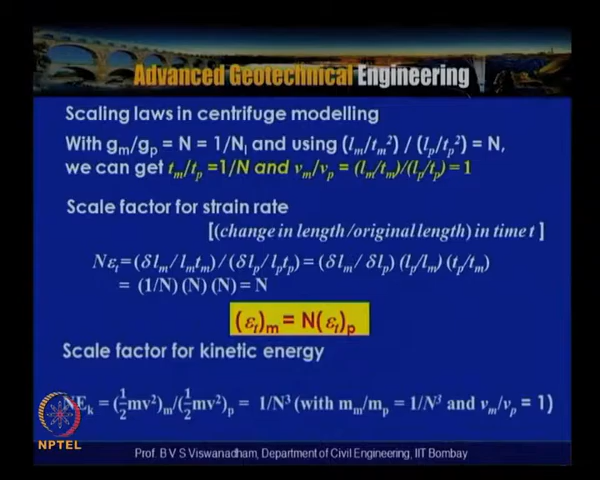 Advanced Geotechnical Engineering
Scaling laws in centrifuge modelling
With gₘ/gₚ = N = 1/Nₗ and using (lₘ/tₘ²) / (lₚ/tₚ²) = N,
we can get tₘ/tₚ =1/N and vₘ/vₚ = (lₘ/tₘ)/(lₚ/tₚ) = 1
Scale factor for strain rate
[(change in length /original length) in time t ]
Nεₜ=(δlₘ/lₘtₘ)/(δlₚ/lₚtₚ)=(δlₘ/δlₚ)(lₚ/lₘ)(tₚ/tₘ)
= (1/N) (N) (N) = N
(εₜ)ₘ = N(εₜ)ₚ
Scale factor for kinetic energy
NEₖ = (½mv²)ₘ/(½mv²)ₚ = 1/N³ (with mₘ/mₚ = 1/N³ and vₘ/vₚ = 1)
NPTEL
Prof. B V S Viswanadham, Department of Civil Engineering, IIT Bombay